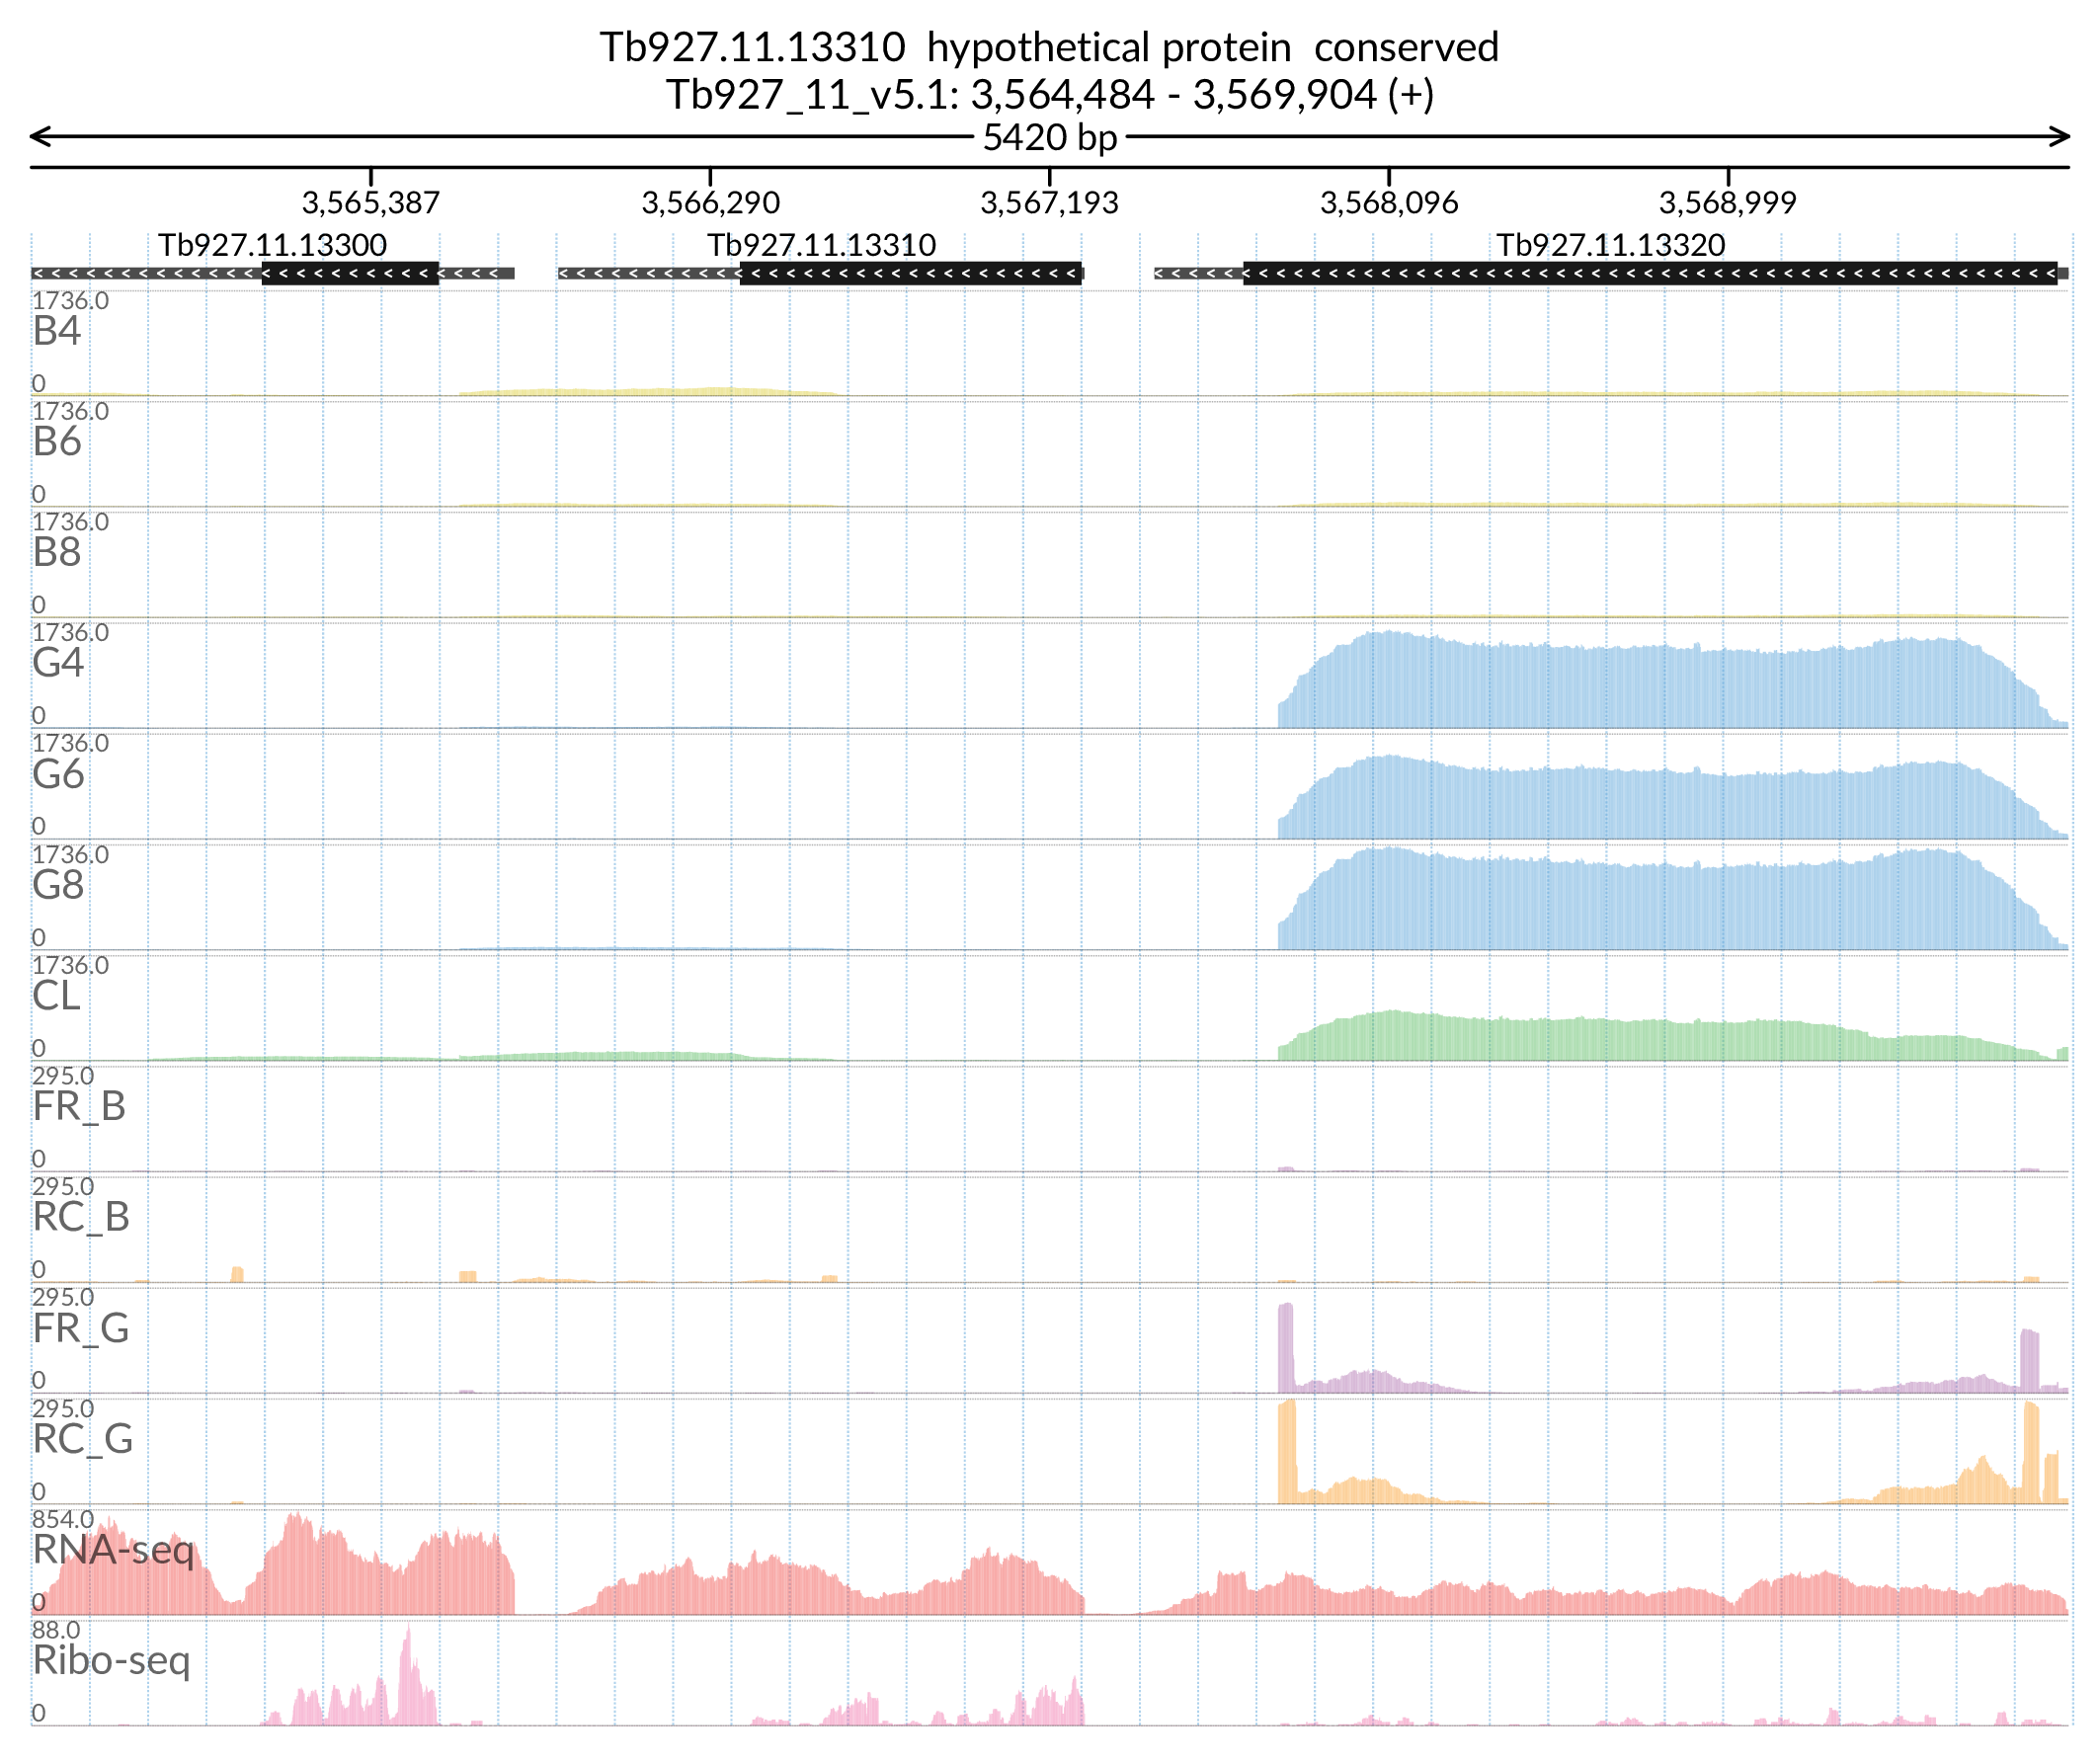 Tb927.11.13310 hypothetical protein conserved
Tb927_11_v5.1: 3,564,484 - 3,569,904 (+)
5420 bp
3,565,387 3,566,290 3,567,193 3,568,096 3,568,999
Tb927.11.13300 Tb927.11.13310 Tb927.11.13320
1736.0
B4
0
1736.0
B6
0
1736.0
B8
0
1736.0
G4
0
1736.0
G6
0
1736.0
G8
0
1736.0
CL
0
295.0
FR_B
0
295.0
RC_B
0
295.0
FR_G
0
295.0
RC_G
0
854.0
RNA-seq
0
88.0
Ribo-seq
0